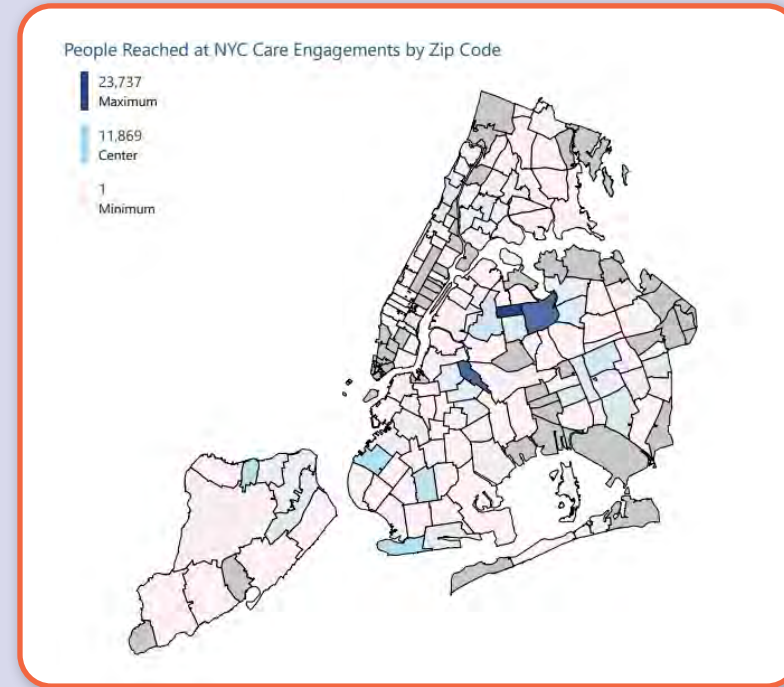 People Reached at NYC Care Engagements by Zip Code
23,737
Maximum
11,869
Center
1
Minimum